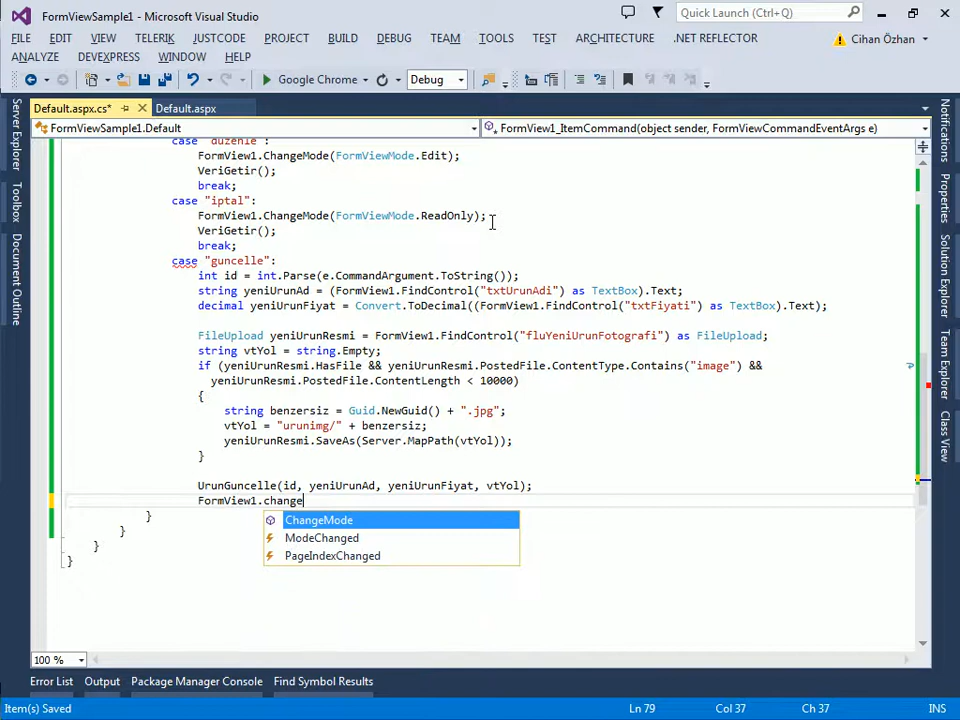 FormViewSample1 - Microsoft Visual Studio
Quick Launch (Ctrl+Q)
FILE EDIT VIEW TELERIK JUSTCODE PROJECT BUILD DEBUG TEAM TOOLS TEST ARCHITECTURE .NET REFLECTOR
Cihan Özhan
ANALYZE DEVEXPRESS WINDOW HELP
Google Chrome Debug
Default.aspx.cs* Default.aspx
FormViewSample1.Default FormView1_ItemCommand(object sender, FormViewCommandEventArgs e)
case "duzenle":
FormView1.ChangeMode(FormViewMode.Edit);
VeriGetir();
break;
case "iptal":
FormView1.ChangeMode(FormViewMode.ReadOnly);
VeriGetir();
break;
case "guncelle":
int id = int.Parse(e.CommandArgument.ToString());
string yeniUrunAd = (FormView1.FindControl("txtUrunAdi") as TextBox).Text;
decimal yeniUrunFiyat = Convert.ToDecimal((FormView1.FindControl("txtFiyati") as TextBox).Text);
FileUpload yeniUrunResmi = FormView1.FindControl("fluYeniUrunFotografi") as FileUpload;
string vtYol = string.Empty;
if (yeniUrunResmi.HasFile && yeniUrunResmi.PostedFile.ContentType.Contains("image") &&
yeniUrunResmi.PostedFile.ContentLength < 10000)
{
string benzersiz = Guid.NewGuid() + ".jpg";
vtYol = "urunimg/" + benzersiz;
yeniUrunResmi.SaveAs(Server.MapPath(vtYol));
}
UrunGuncelle(id, yeniUrunAd, yeniUrunFiyat, vtYol);
FormView1.change
ChangeMode
ModeChanged
PageIndexChanged
}
}
}
}
Server Explorer
Toolbox
Document Outline
Notifications
Properties
Solution Explorer
Team Explorer
Class View
100 %
Error List Output Package Manager Console Find Symbol Results
Item(s) Saved Ln 79 Col 37 Ch 37 INS